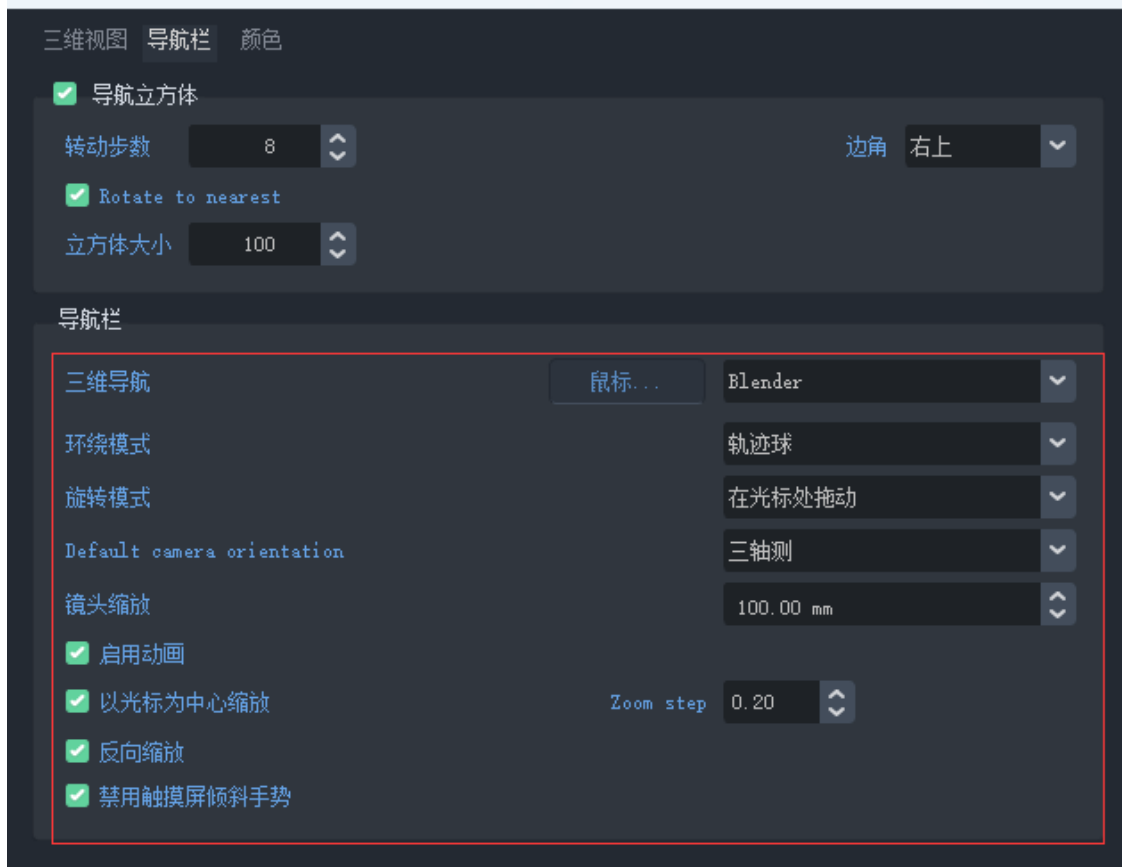 三维视图 导航栏 颜色
导航立方体
转动步数 8 边角 右上
Rotate to nearest
立方体大小 100
导航栏
三维导航 鼠标... Blender
环绕模式 轨迹球
旋转模式 在光标处拖动
Default camera orientation 三轴测
镜头缩放 100.00 mm
启用动画
以光标为中心缩放 Zoom step 0.20
反向缩放
禁用触摸屏倾斜手势